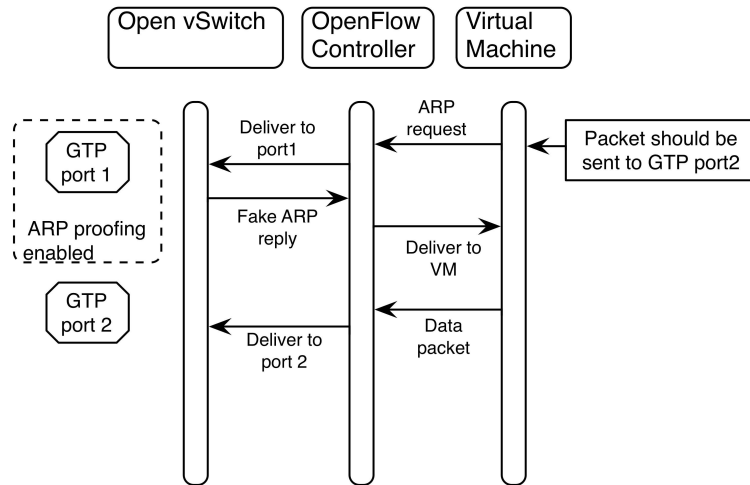 Open vSwitch
OpenFlow
Controller
Virtual
Machine
ARP
request
Deliver to
port1
Packet should be
sent to GTP port2
GTP
port 1
Fake ARP
reply
ARP proofing
enabled
Deliver to
VM
GTP
port 2
Deliver to
port 2
Data
packet